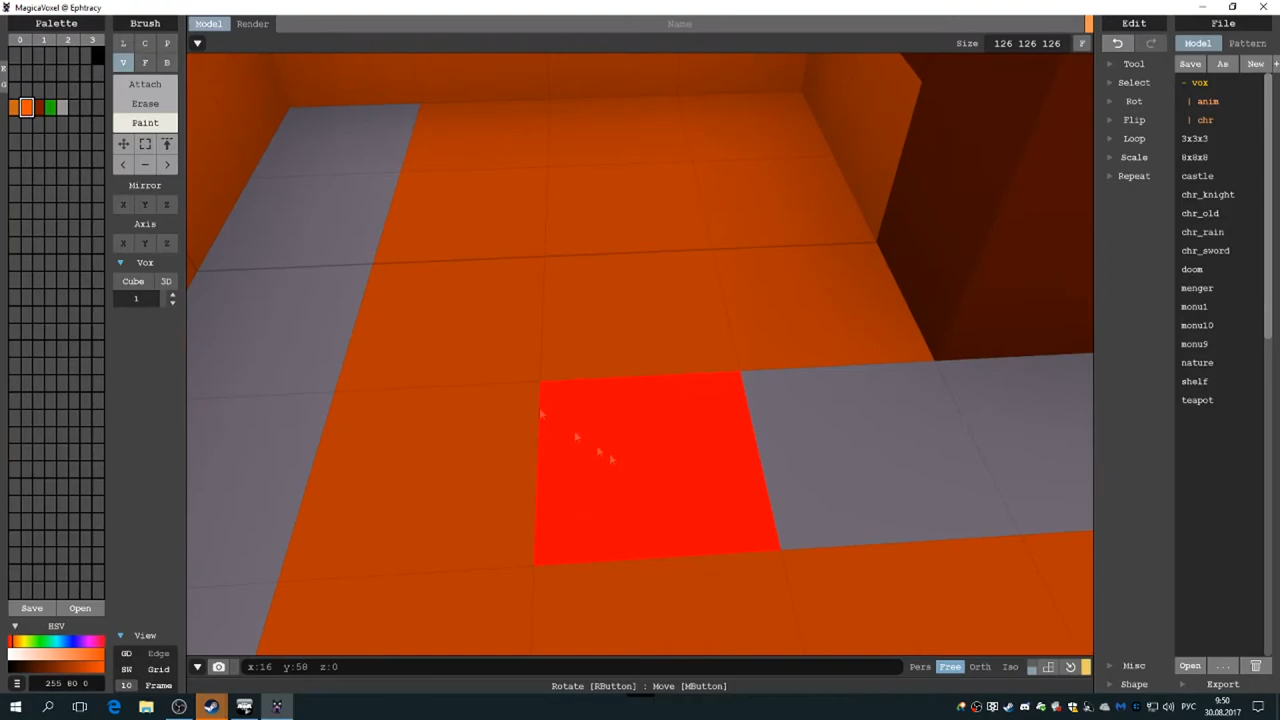 MagicaVoxel by Ephtracy
Palette
0 1 2 3
Save Open
HSV
255 80 0
Brush
L C P
V F B
Attach
Erase
Paint
< — >
Mirror
X Y Z
Axis
X Y Z
Vox
Cube 3D
1
View
GD Edge
SW Grid
10 Frame
Model Render Name
Size 126 126 126 F
x:16 y:58 z:0
Pers Free Orth Iso
Rotate [RButton] : Move [MButton]
Edit
Tool
Select
Rot
Flip
Loop
Scale
Repeat
Misc
Shape
File
Model Pattern
Save As New +
- vox
| anim
| chr
3x3x3
8x8x8
castle
chr_knight
chr_old
chr_rain
chr_sword
doom
menger
monu1
monu10
monu9
nature
shelf
teapot
Open ...
Export
РУС
9:50
30.08.2017